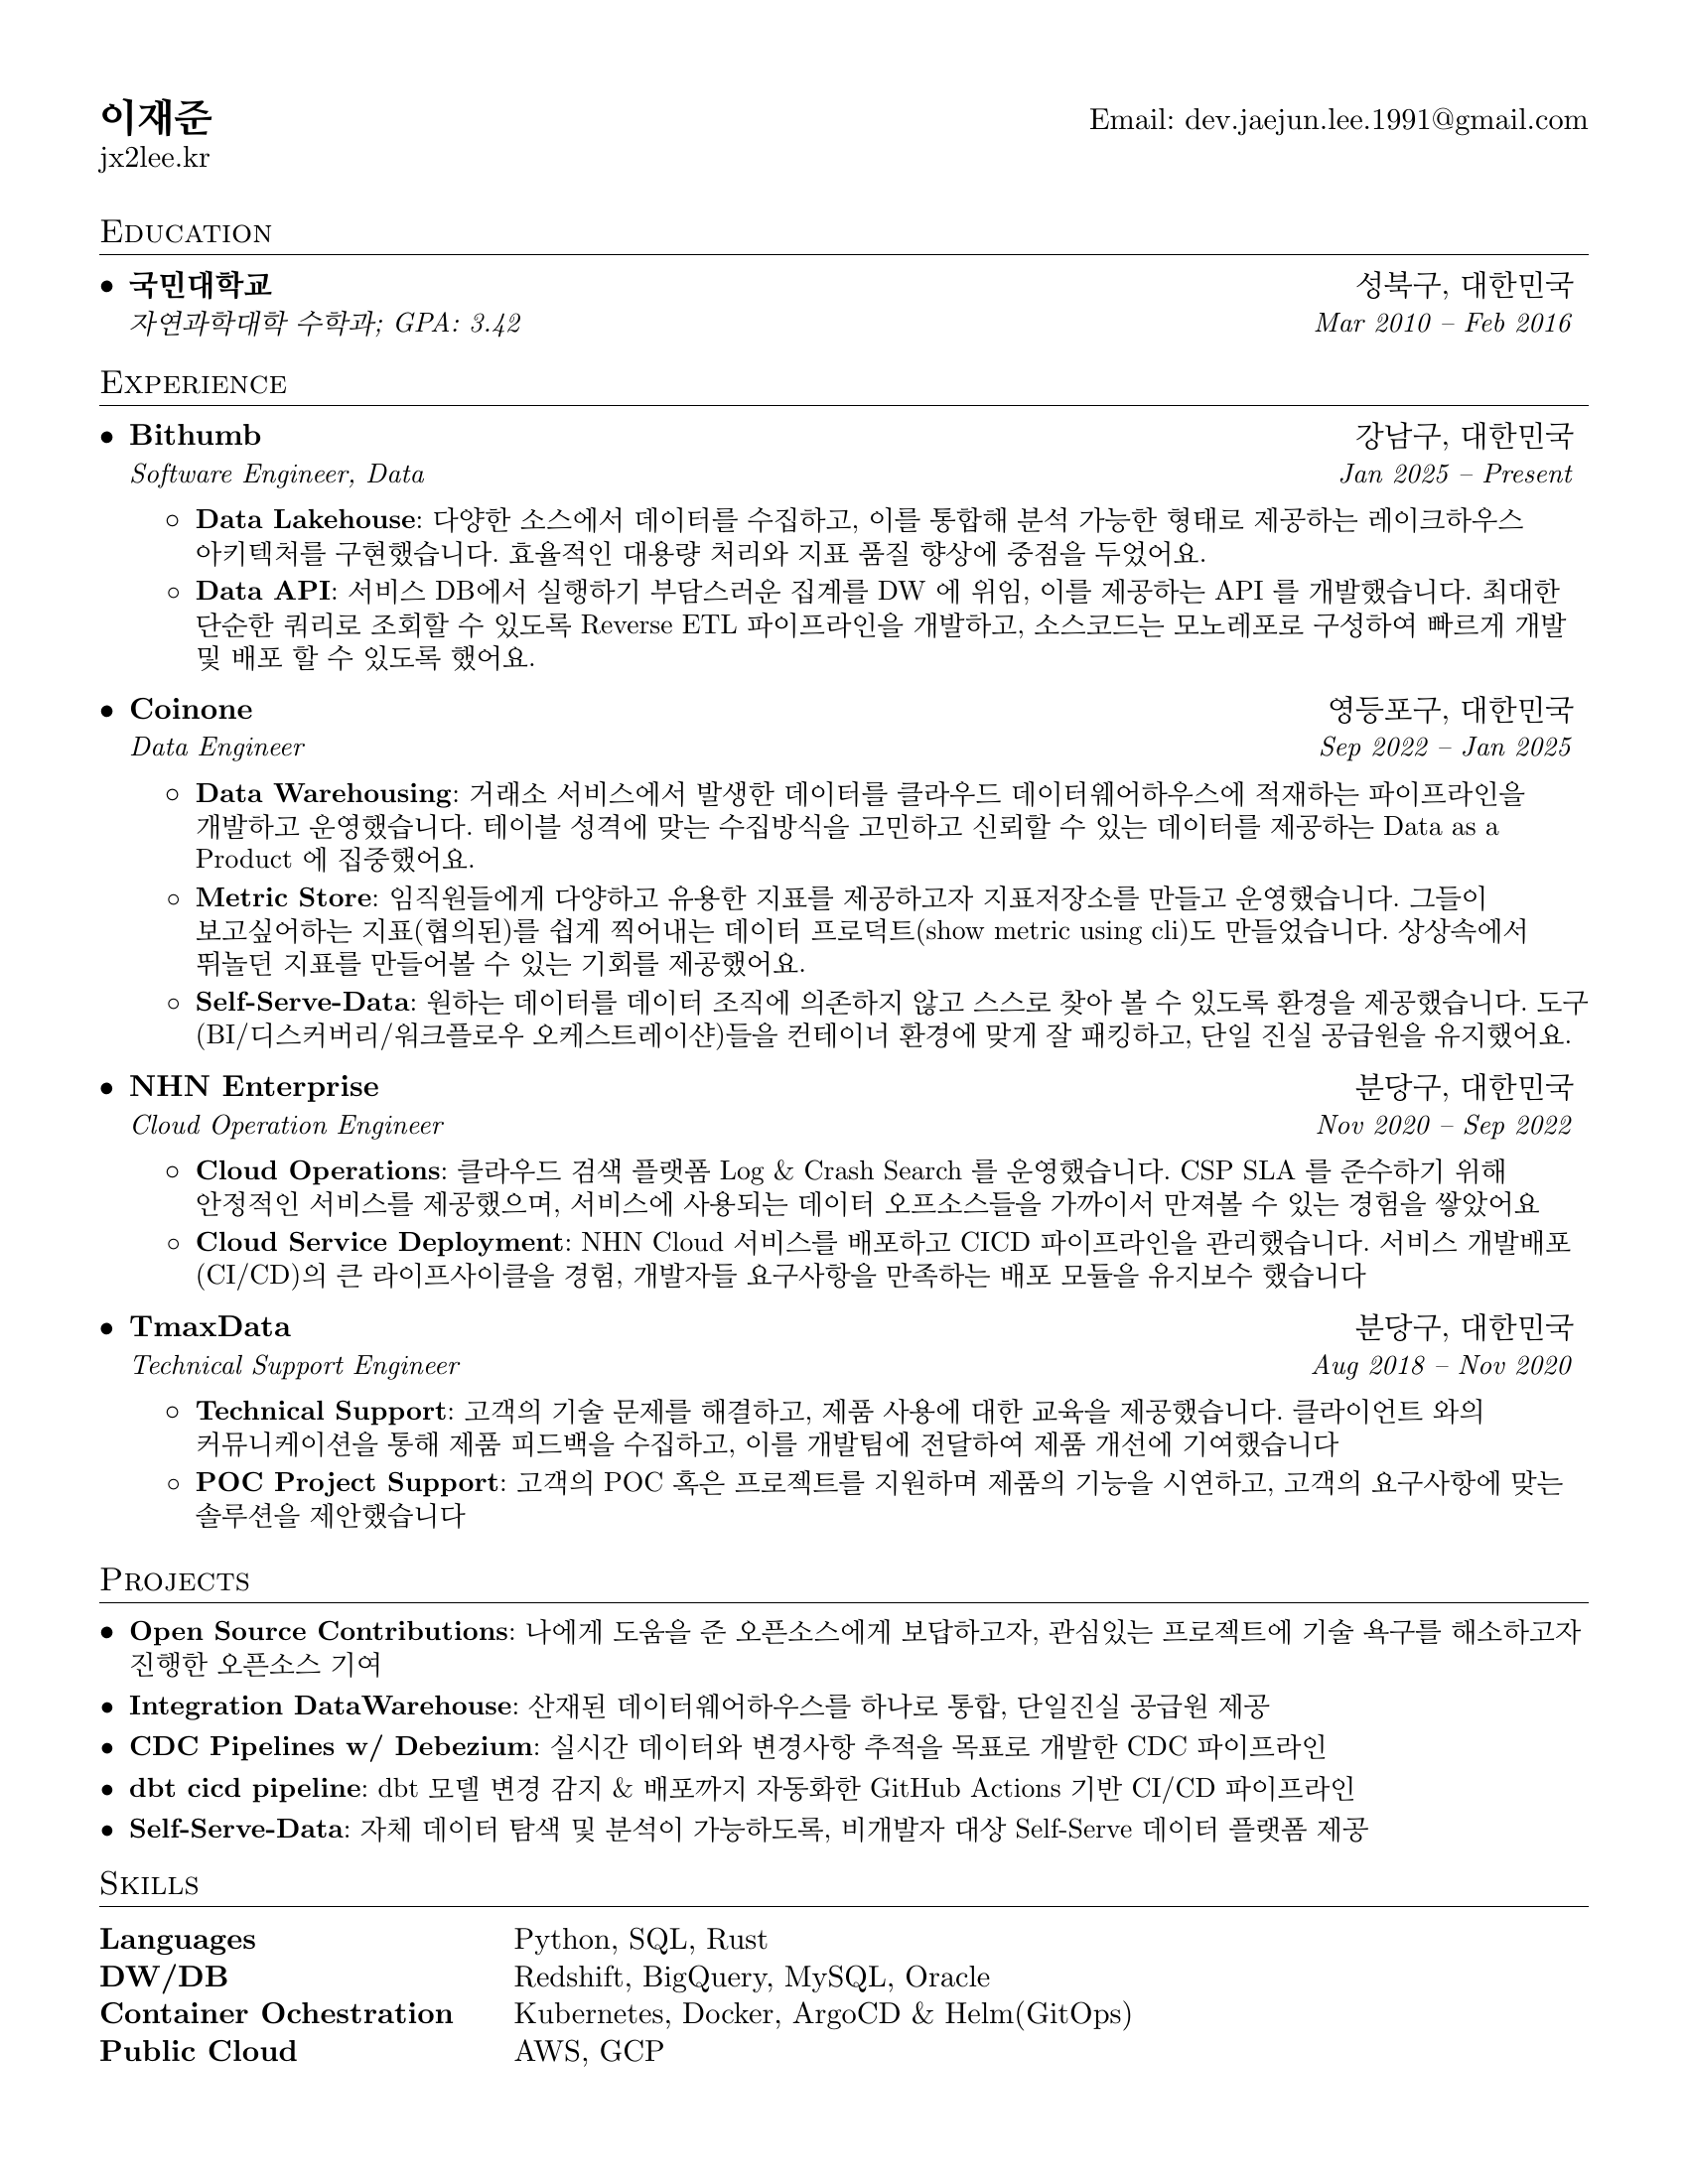 이재준
Email: dev.jaejun.lee.1991@gmail.com
jx2lee.kr
Education
• 국민대학교
성북구, 대한민국
자연과학대학 수학과; GPA: 3.42
Mar 2010 – Feb 2016
Experience
• Bithumb
강남구, 대한민국
Software Engineer, Data
Jan 2025 – Present
◦ Data Lakehouse: 다양한 소스에서 데이터를 수집하고, 이를 통합해 분석 가능한 형태로 제공하는 레이크하우스
아키텍처를 구현했습니다. 효율적인 대용량 처리와 지표 품질 향상에 중점을 두었어요.
◦ Data API: 서비스 DB에서 실행하기 부담스러운 집계를 DW 에 위임, 이를 제공하는 API 를 개발했습니다. 최대한
단순한 쿼리로 조회할 수 있도록 Reverse ETL 파이프라인을 개발하고, 소스코드는 모노레포로 구성하여 빠르게 개발
및 배포 할 수 있도록 했어요.
• Coinone
영등포구, 대한민국
Data Engineer
Sep 2022 – Jan 2025
◦ Data Warehousing: 거래소 서비스에서 발생한 데이터를 클라우드 데이터웨어하우스에 적재하는 파이프라인을
개발하고 운영했습니다. 테이블 성격에 맞는 수집방식을 고민하고 신뢰할 수 있는 데이터를 제공하는 Data as a
Product 에 집중했어요.
◦ Metric Store: 임직원들에게 다양하고 유용한 지표를 제공하고자 지표저장소를 만들고 운영했습니다. 그들이
보고싶어하는 지표(협의된)를 쉽게 찍어내는 데이터 프로덕트(show metric using cli)도 만들었습니다. 상상속에서
뛰놀던 지표를 만들어볼 수 있는 기회를 제공했어요.
◦ Self-Serve-Data: 원하는 데이터를 데이터 조직에 의존하지 않고 스스로 찾아 볼 수 있도록 환경을 제공했습니다. 도구
(BI/디스커버리/워크플로우 오케스트레이샨)들을 컨테이너 환경에 맞게 잘 패킹하고, 단일 진실 공급원을 유지했어요.
• NHN Enterprise
분당구, 대한민국
Cloud Operation Engineer
Nov 2020 – Sep 2022
◦ Cloud Operations: 클라우드 검색 플랫폼 Log & Crash Search 를 운영했습니다. CSP SLA 를 준수하기 위해
안정적인 서비스를 제공했으며, 서비스에 사용되는 데이터 오프소스들을 가까이서 만져볼 수 있는 경험을 쌓았어요
◦ Cloud Service Deployment: NHN Cloud 서비스를 배포하고 CICD 파이프라인을 관리했습니다. 서비스 개발배포
(CI/CD)의 큰 라이프사이클을 경험, 개발자들 요구사항을 만족하는 배포 모듈을 유지보수 했습니다
• TmaxData
분당구, 대한민국
Technical Support Engineer
Aug 2018 – Nov 2020
◦ Technical Support: 고객의 기술 문제를 해결하고, 제품 사용에 대한 교육을 제공했습니다. 클라이언트 와의
커뮤니케이션을 통해 제품 피드백을 수집하고, 이를 개발팀에 전달하여 제품 개선에 기여했습니다
◦ POC Project Support: 고객의 POC 혹은 프로젝트를 지원하며 제품의 기능을 시연하고, 고객의 요구사항에 맞는
솔루션을 제안했습니다
Projects
• Open Source Contributions: 나에게 도움을 준 오픈소스에게 보답하고자, 관심있는 프로젝트에 기술 욕구를 해소하고자
진행한 오픈소스 기여
• Integration DataWarehouse: 산재된 데이터웨어하우스를 하나로 통합, 단일진실 공급원 제공
• CDC Pipelines w/ Debezium: 실시간 데이터와 변경사항 추적을 목표로 개발한 CDC 파이프라인
• dbt cicd pipeline: dbt 모델 변경 감지 & 배포까지 자동화한 GitHub Actions 기반 CI/CD 파이프라인
• Self-Serve-Data: 자체 데이터 탐색 및 분석이 가능하도록, 비개발자 대상 Self-Serve 데이터 플랫폼 제공
Skills
Languages Python, SQL, Rust
DW/DB Redshift, BigQuery, MySQL, Oracle
Container Ochestration Kubernetes, Docker, ArgoCD & Helm(GitOps)
Public Cloud AWS, GCP